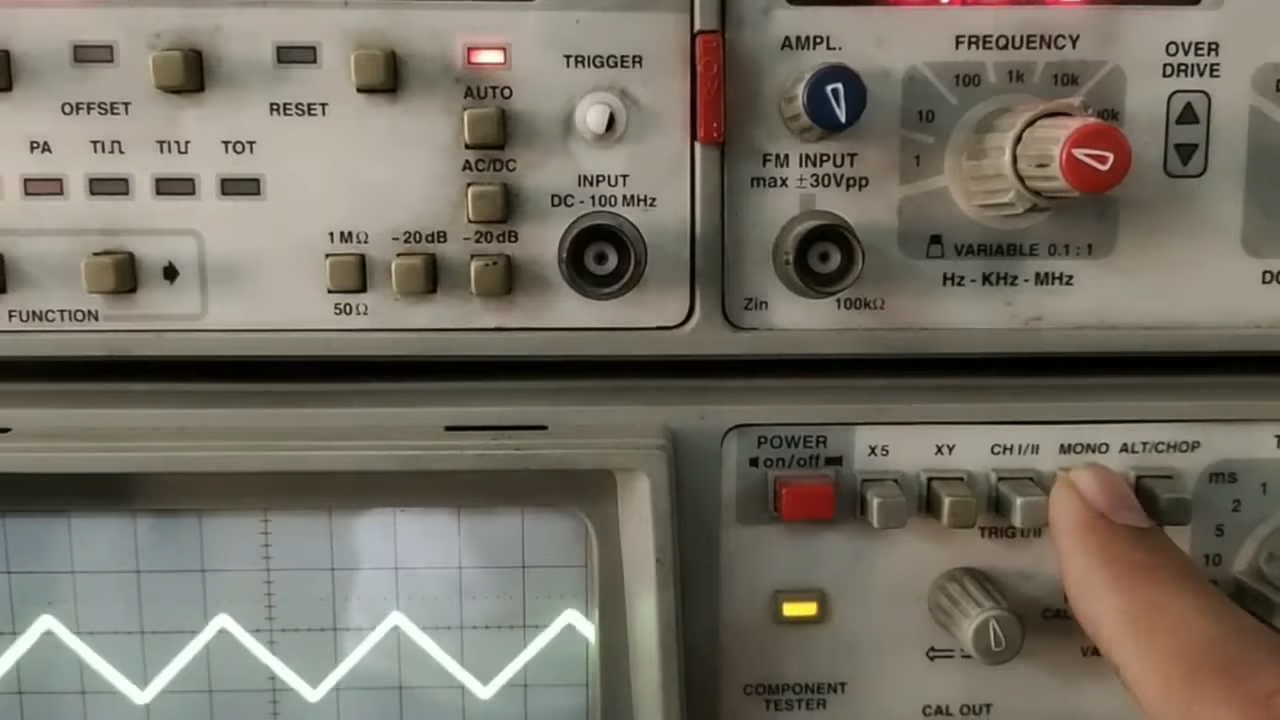 AMPL.
FREQUENCY
OVER
DRIVE
TRIGGER
100
1k
10k
AUTO
OFFSET
RESET
10
PA
TI
TI
TOT
AC/DC
FM INPUT
max ±30Vpp
1
INPUT
DC - 100 MHz
1 MΩ
-20dB
-20dB
VARIABLE 0.1 : 1
Hz - KHz - MHz
50Ω
FUNCTION
Zin
100kΩ
POWER
on/off
X5
XY
CH I/II
MONO
ALT/CHOP
ms
1
2
TRIG I/II
5
10
COMPONENT
TESTER
CAL OUT